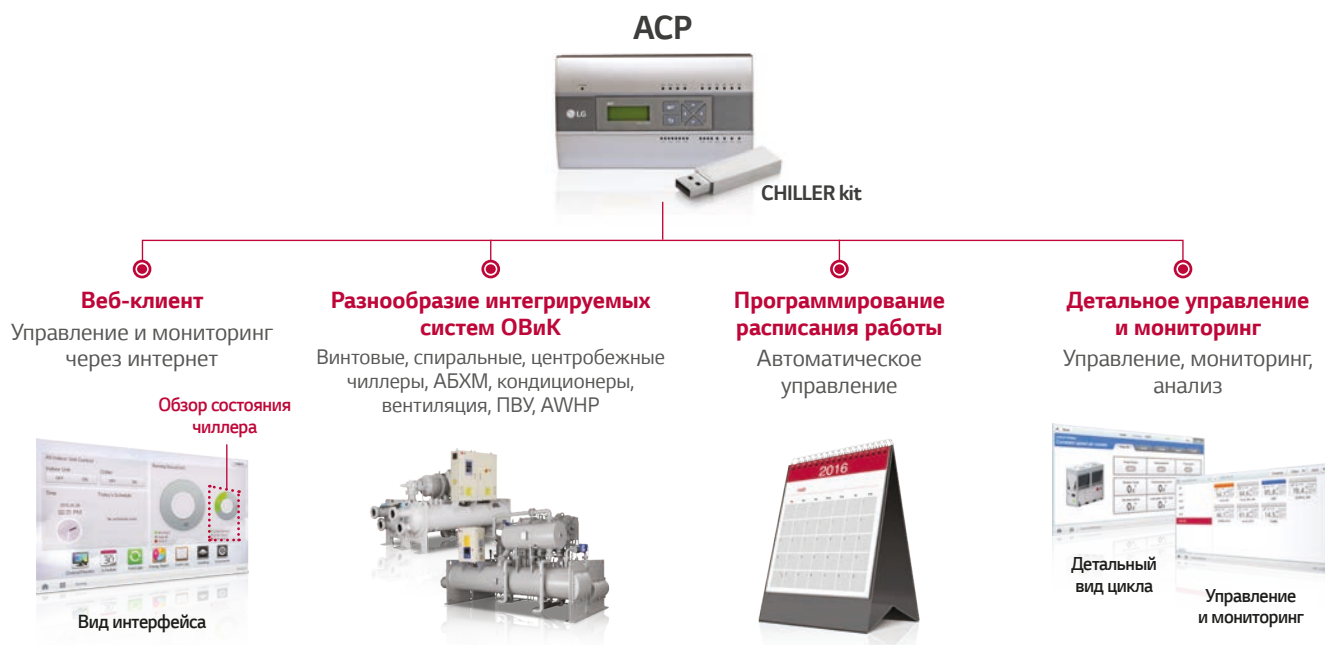 ACP
LG
CHILLER kit
Веб-клиент
Управление и мониторинг
через интернет
Обзор состояния
чиллера
Вид интерфейса
Разнообразие интегрируемых
систем ОВиК
Винтовые, спиральные, центробежные
чиллеры, АБХМ, кондиционеры,
вентиляция, ПВУ, AWHP
Программирование
расписания работы
Автоматическое
управление
2016
Детальное управление
и мониторинг
Управление, мониторинг,
анализ
Детальный
вид цикла
Управление
и мониторинг